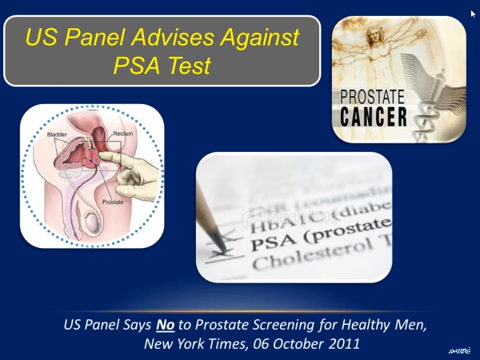 US Panel Advises Against
PSA Test
PROSTATE
CANCER
Bladder
Rectum
Prostate
HbA1C (diabe
PSA (prostate
Cholesterol T
US Panel Says No to Prostate Screening for Healthy Men,
New York Times, 06 October 2011